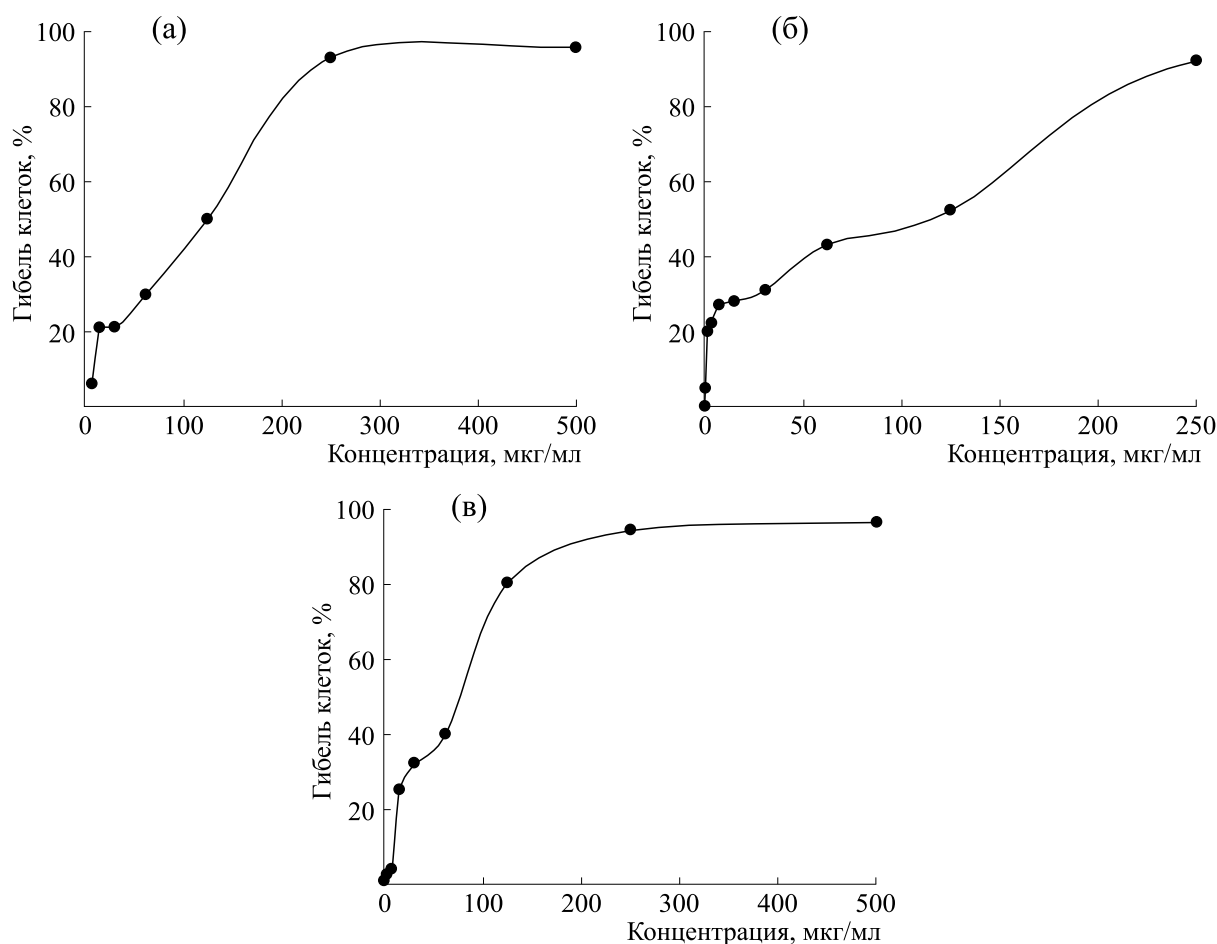 (а)
100
80
60
40
20
Гибель клеток, %
0 100 200 300 400 500
Концентрация, мкг/мл
(б)
100
80
60
40
20
Гибель клеток, %
0 50 100 150 200 250
Концентрация, мкг/мл
(в)
100
80
60
40
20
Гибель клеток, %
0 100 200 300 400 500
Концентрация, мкг/мл